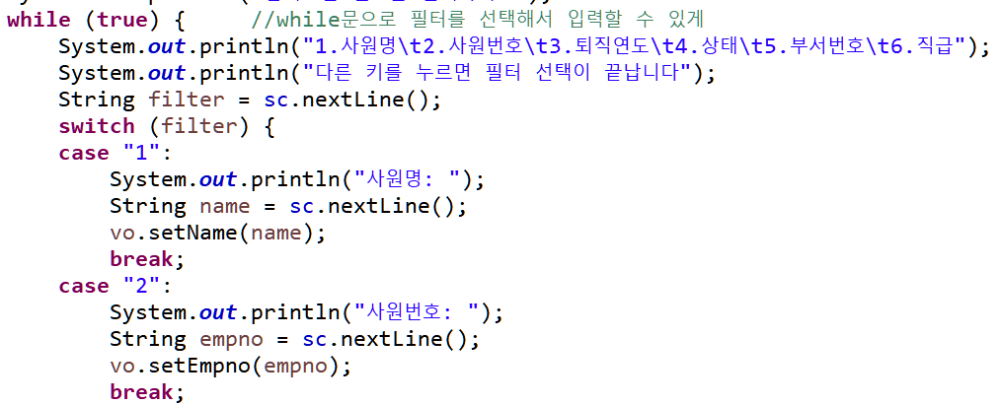 while (true) {     //while문으로 필터를 선택해서 입력할 수 있게
    System.out.println("1.사원명\t2.사원번호\t3.퇴직연도\t4.상태\t5.부서번호\t6.직급");
    System.out.println("다른 키를 누르면 필터 선택이 끝납니다");
    String filter = sc.nextLine();
    switch (filter) {
    case "1":
        System.out.println("사원명: ");
        String name = sc.nextLine();
        vo.setName(name);
        break;
    case "2":
        System.out.println("사원번호: ");
        String empno = sc.nextLine();
        vo.setEmpno(empno);
        break;